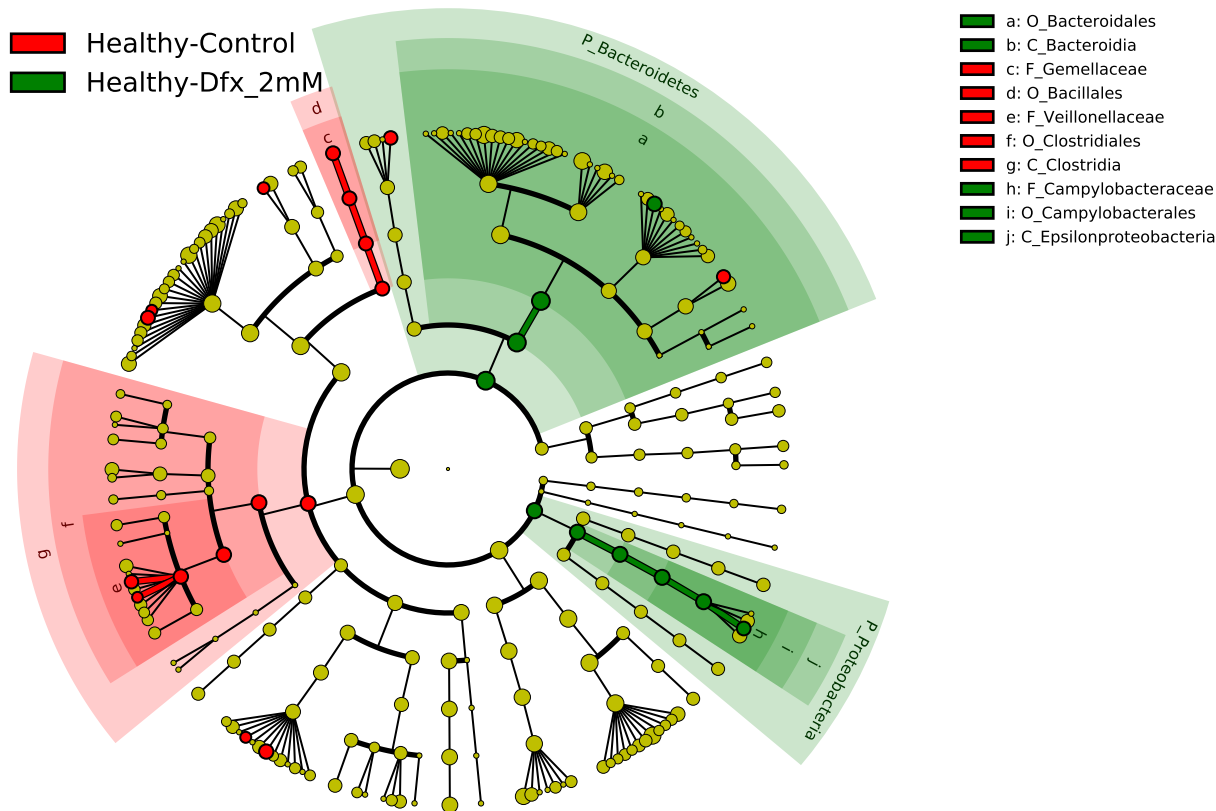 Healthy-Control
Healthy-Dfx_2mM
a: O_Bacteroidales
b: C_Bacteroidia
c: F_Gemellaceae
d: O_Bacillales
e: F_Veillonellaceae
f: O_Clostridiales
g: C_Clostridia
h: F_Campylobacteraceae
i: O_Campylobacterales
j: C_Epsilonproteobacteria
P_Bacteroidetes
b
a
d
c
f
g
e
h
i
j
P_Proteobacteria